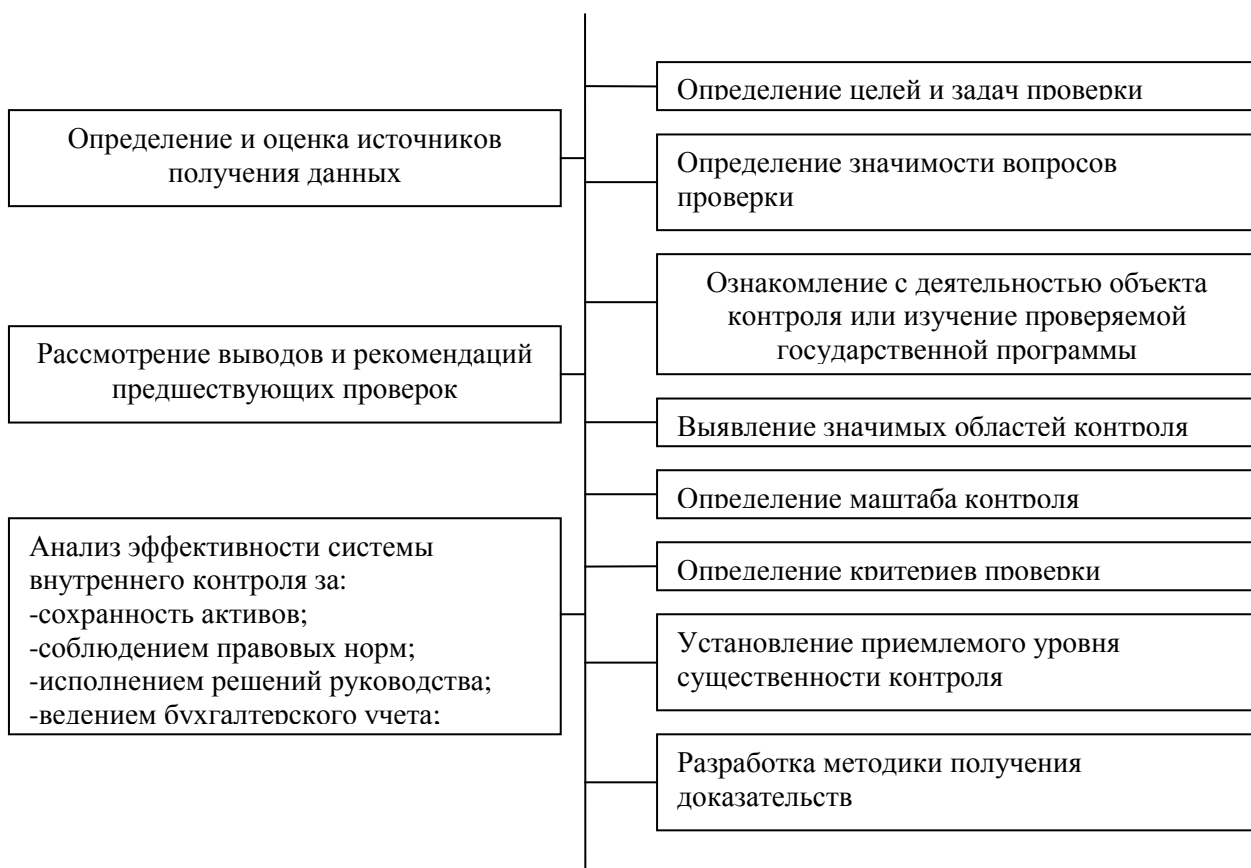 Определение и оценка источников
получения данных
Рассмотрение выводов и рекомендаций
предшествующих проверок
Анализ эффективности системы
внутреннего контроля за:
-сохранность активов;
-соблюдением правовых норм;
-исполнением решений руководства;
-ведением бухгалтерского учета;
Определение целей и задач проверки
Определение значимости вопросов
проверки
Ознакомление с деятельностью объекта
контроля или изучение проверяемой
государственной программы
Выявление значимых областей контроля
Определение маштаба контроля
Определение критериев проверки
Установление приемлемого уровня
существенности контроля
Разработка методики получения
доказательств